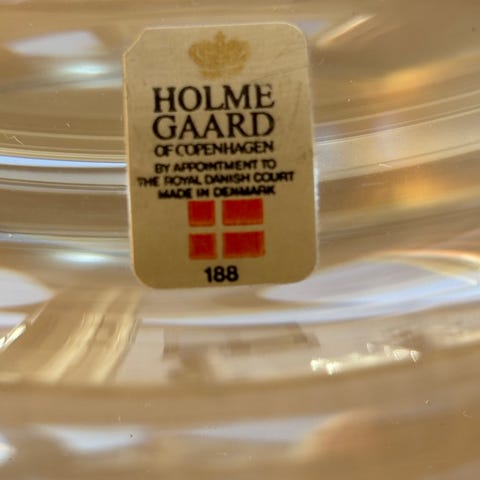 HOLME
GAARD
OF COPENHAGEN
BY APPOINTMENT TO
THE ROYAL DANISH COURT
MADE IN DENMARK
188